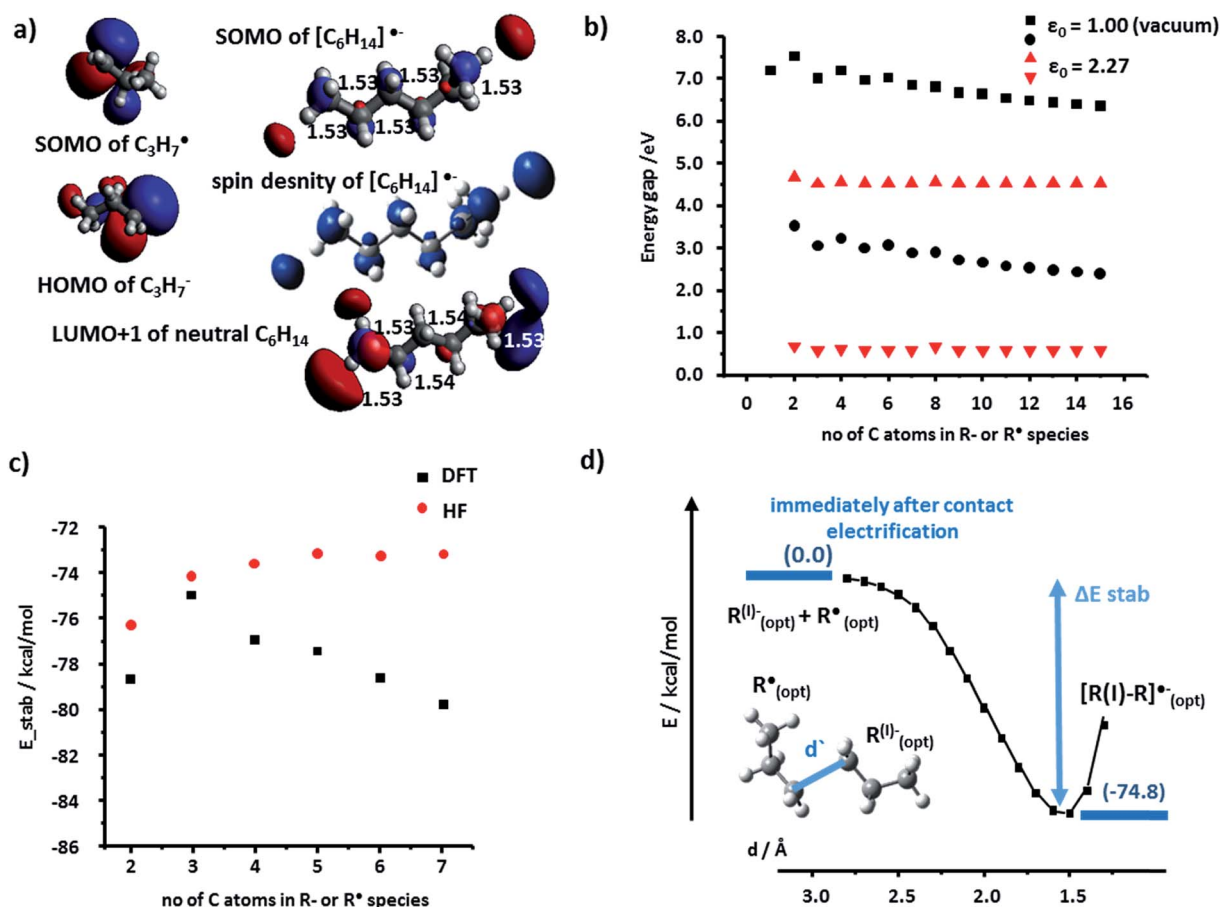 a)
SOMO of [C6H14]•-
1.53
1.53
1.53
1.53
1.53
SOMO of C3H7•
spin desnity of [C6H14]•-
HOMO of C3H7-
LUMO+1 of neutral C6H14
1.53
1.54
1.53
1.54
1.53
b)
ε0 = 1.00 (vacuum)
ε0 = 2.27
Energy gap /eV
8.0
7.0
6.0
5.0
4.0
3.0
2.0
1.0
0.0
0 2 4 6 8 10 12 14 16
no of C atoms in R- or R• species
c)
DFT
HF
E_stab / kcal/mol
-72
-74
-76
-78
-80
-82
-84
-86
2 3 4 5 6 7
no of C atoms in R- or R• species
d)
immediately after contact
electrification
(0.0)
R(I)-(opt) + R•(opt)
ΔE stab
E / kcal/mol
R•(opt)
R(I)-(opt)
d`
[R(I)-R]•-(opt)
(-74.8)
d / Å
3.0 2.5 2.0 1.5